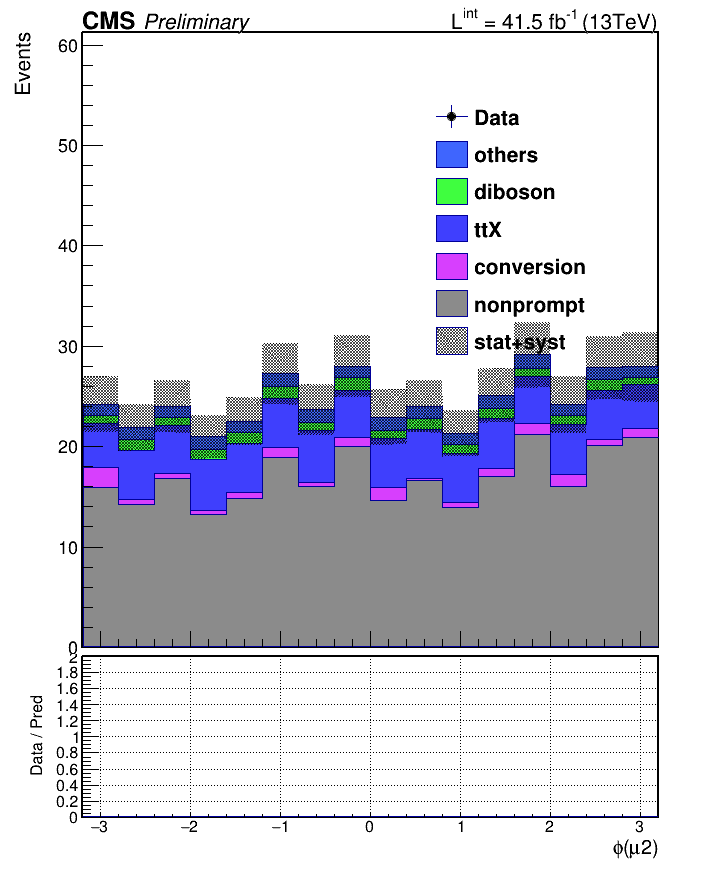 CMS Preliminary
L^int = 41.5 fb^-1 (13TeV)
Events
60
50
40
30
20
10
0
Data
others
diboson
ttX
conversion
nonprompt
stat+syst
Data / Pred
2
1.8
1.6
1.4
1.2
1
0.8
0.6
0.4
0.2
0
−3 −2 −1 0 1 2 3
ϕ(μ2)